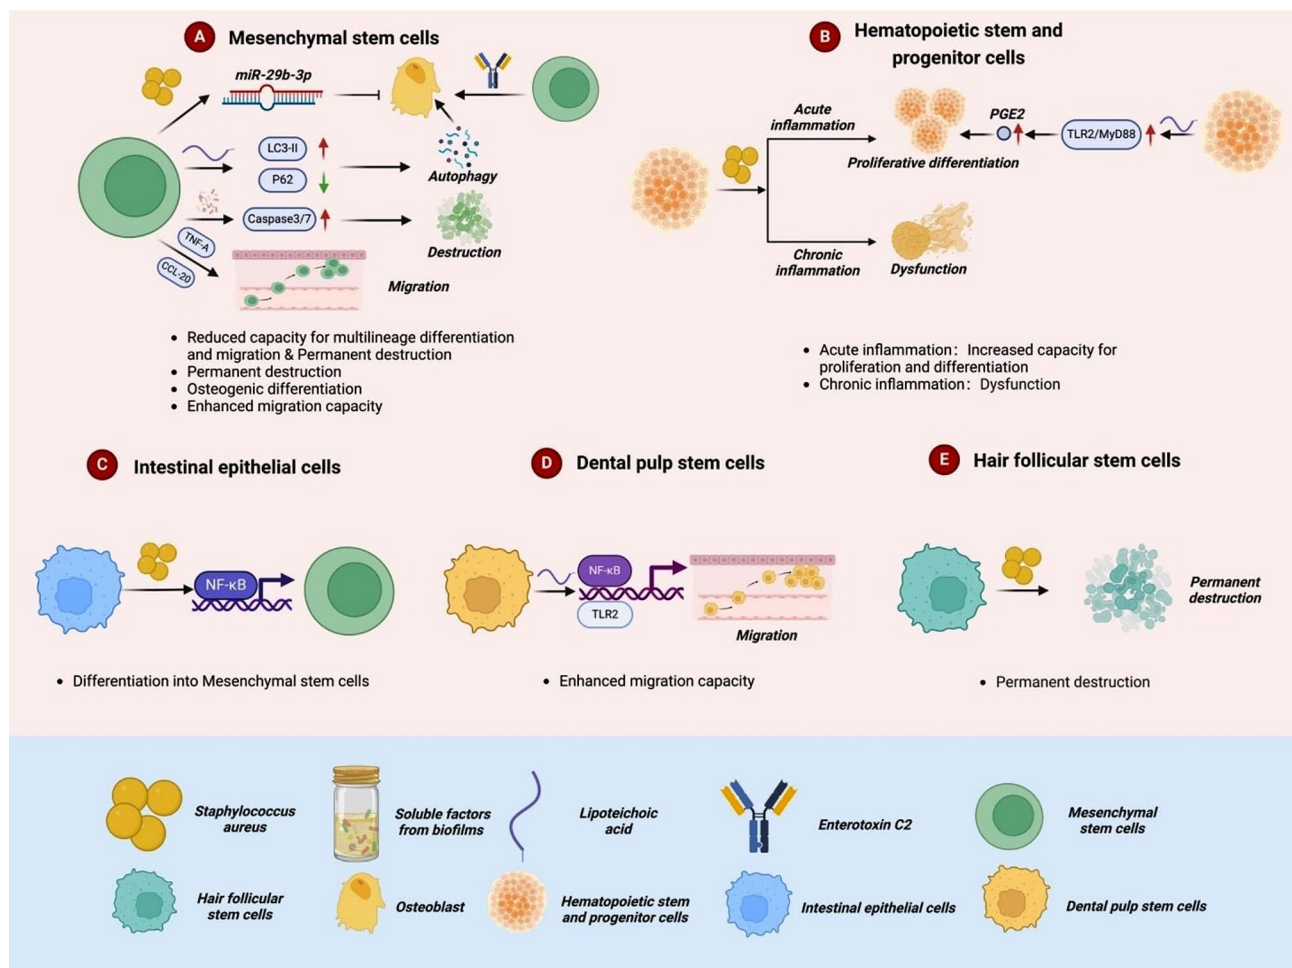 A Mesenchymal stem cells
miR-29b-3p
LC3-II
P62
Autophagy
Caspase3/7
Destruction
TNF-A
CCL-20
Migration
• Reduced capacity for multilineage differentiation
and migration & Permanent destruction
• Permanent destruction
• Osteogenic differentiation
• Enhanced migration capacity
B Hematopoietic stem and
progenitor cells
Acute
inflammation
PGE2
TLR2/MyD88
Proliferative differentiation
Chronic
inflammation
Dysfunction
• Acute inflammation: Increased capacity for
proliferation and differentiation
• Chronic inflammation: Dysfunction
C Intestinal epithelial cells
NF-κB
• Differentiation into Mesenchymal stem cells
D Dental pulp stem cells
NF-κB
TLR2
Migration
• Enhanced migration capacity
E Hair follicular stem cells
Permanent
destruction
• Permanent destruction
Staphylococcus
aureus
Soluble factors
from biofilms
Lipoteichoic
acid
Enterotoxin C2
Mesenchymal
stem cells
Hair follicular
stem cells
Osteoblast
Hematopoietic stem
and progenitor cells
Intestinal epithelial cells
Dental pulp stem cells